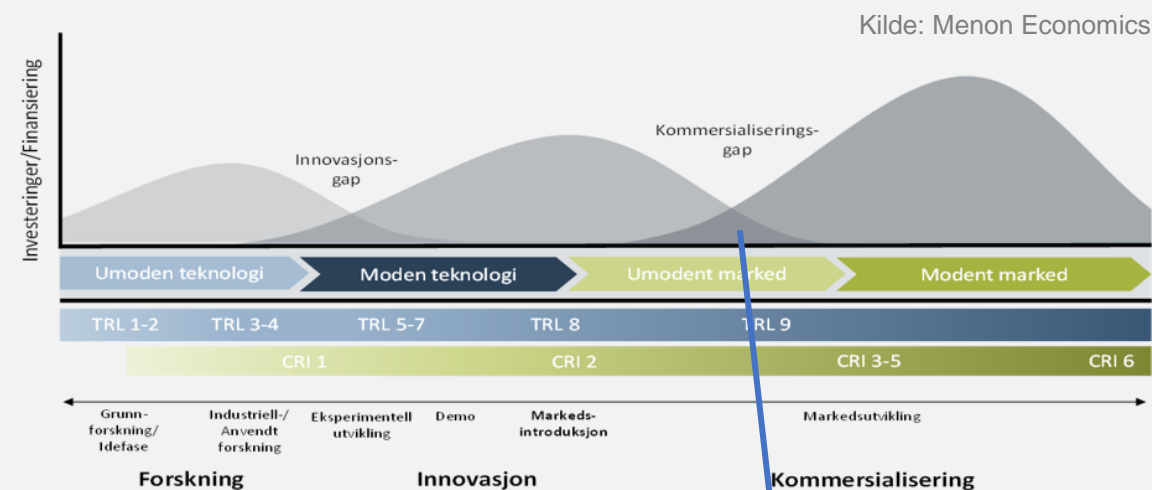 Kilde: Menon Economics
Investeringer/Finansiering
Innovasjons-
gap
Kommersialiserings-
gap
Umoden teknologi
Moden teknologi
Umodent marked
Modent marked
TRL 1-2
TRL 3-4
TRL 5-7
TRL 8
TRL 9
CRI 1
CRI 2
CRI 3-5
CRI 6
Grunn-
forskning/
Idefase
Industriell-/
Anvendt
forskning
Eksperimentell
utvikling
Demo
Markeds-
introduksjon
Markedsutvikling
Forskning
Innovasjon
Kommersialisering